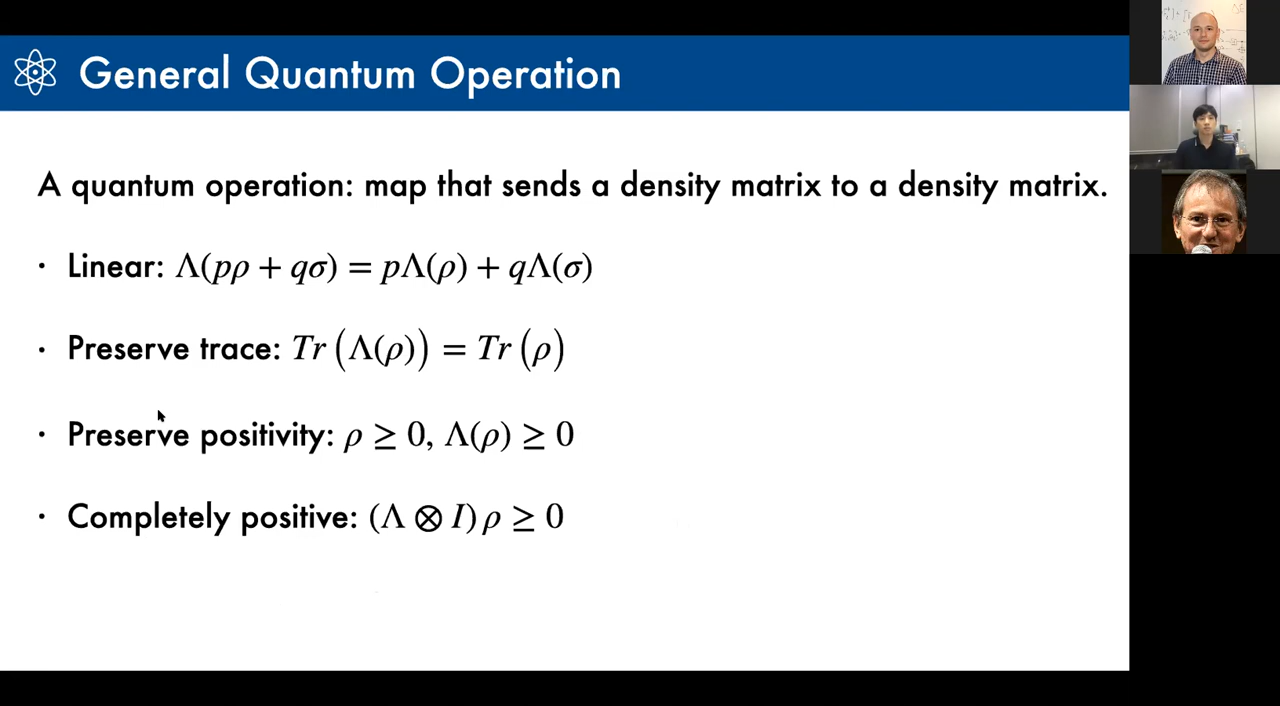 General Quantum Operation
A quantum operation: map that sends a density matrix to a density matrix.
· Linear: Λ(pρ + qσ) = pΛ(ρ) + qΛ(σ)
· Preserve trace: Tr(Λ(ρ)) = Tr(ρ)
· Preserve positivity: ρ ≥ 0, Λ(ρ) ≥ 0
· Completely positive: (Λ ⊗ I) ρ ≥ 0